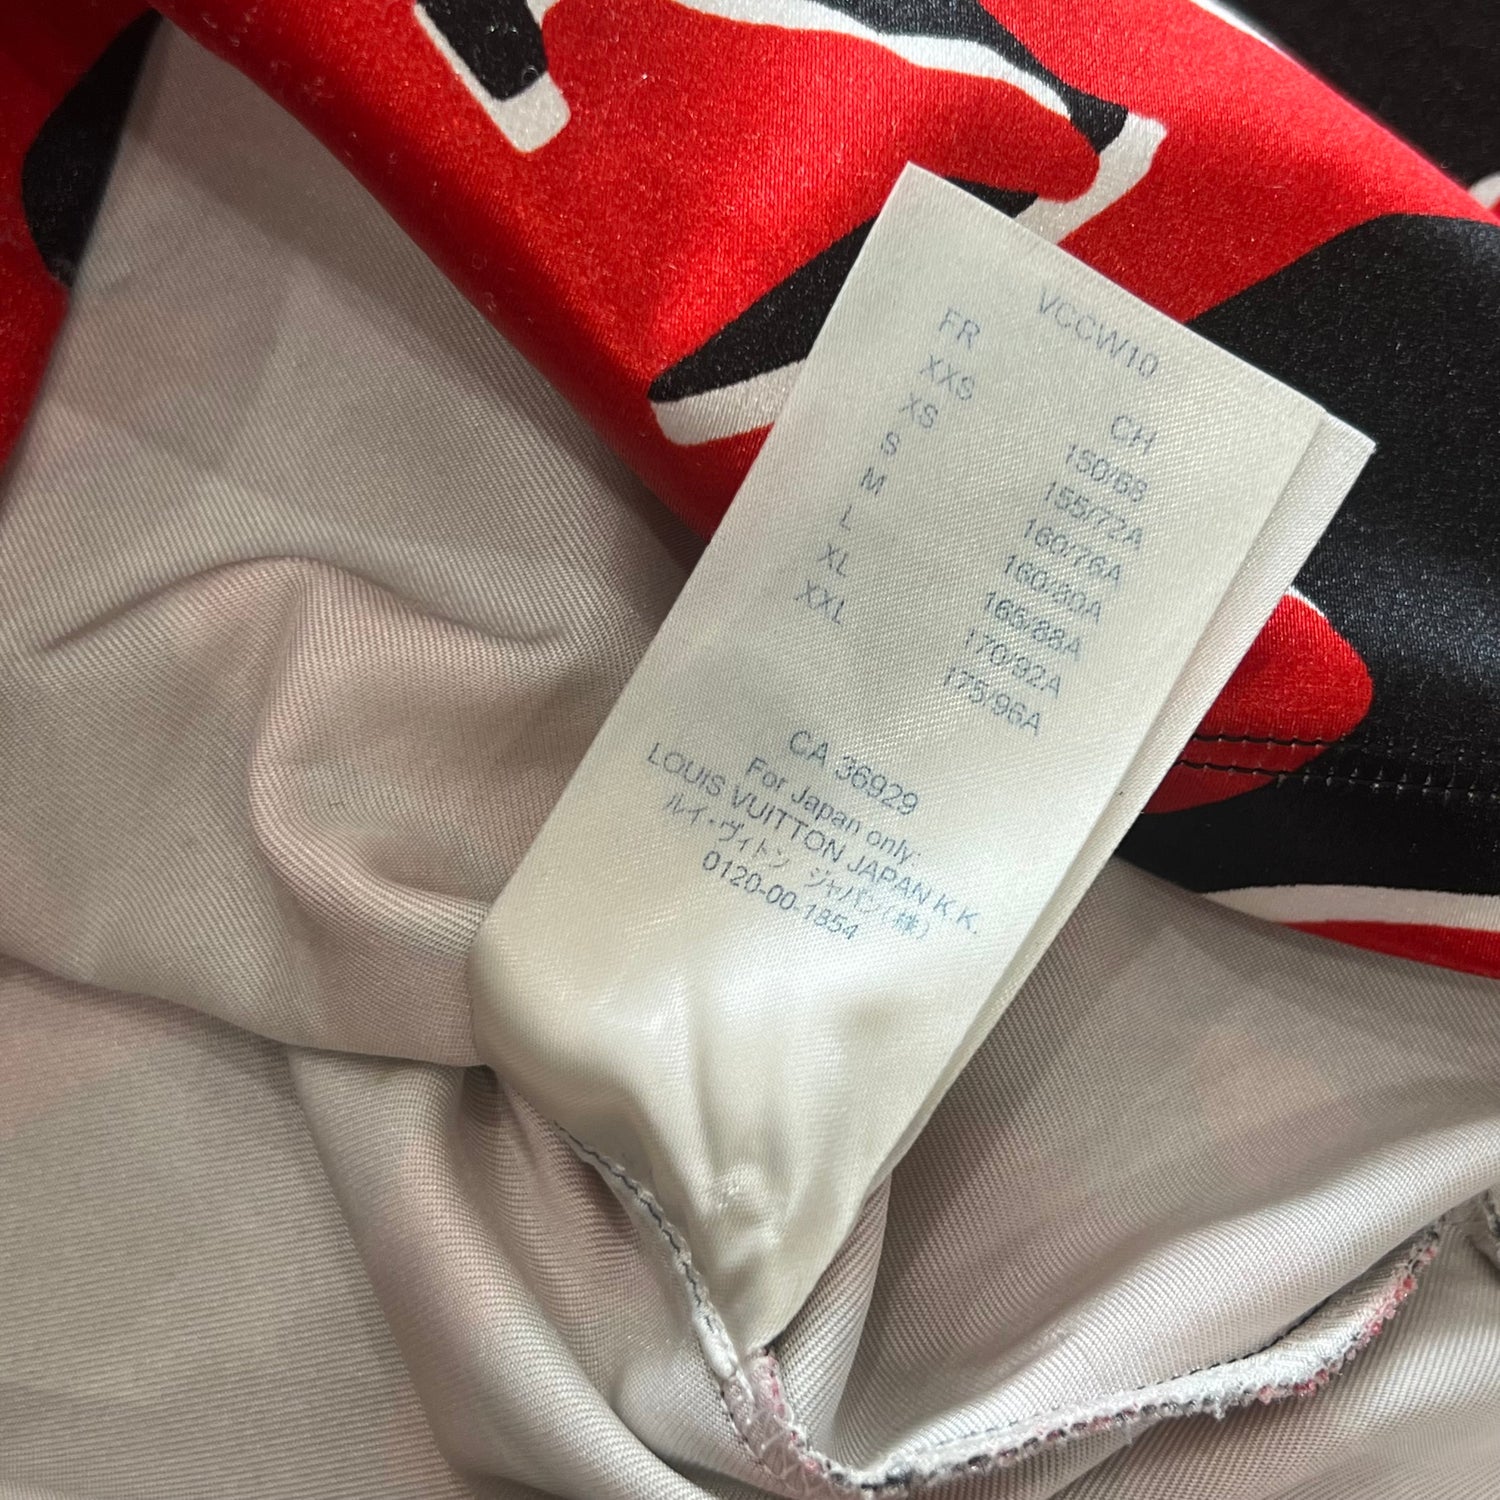 VCCW10
FR CH
XXS 150/68
XS 155/72A
S 160/76A
M 160/80A
L 165/88A
XL 170/92A
XXL 175/96A
CA 36929
For Japan only:
LOUIS VUITTON JAPAN K.K.
ルイ・ヴィトン ジャパン(株)
0120-00-1854